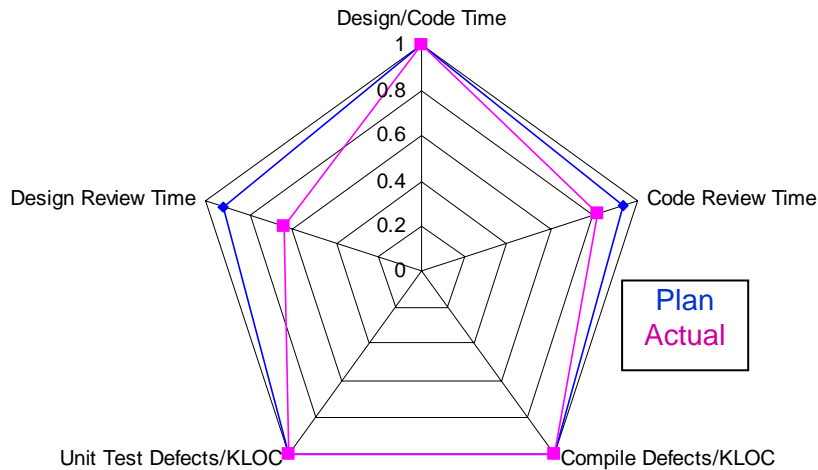 Design/Code Time
1
0.8
0.6
Design Review Time
Code Review Time
0.4
0.2
0
Plan
Actual
Unit Test Defects/KLOC
Compile Defects/KLOC